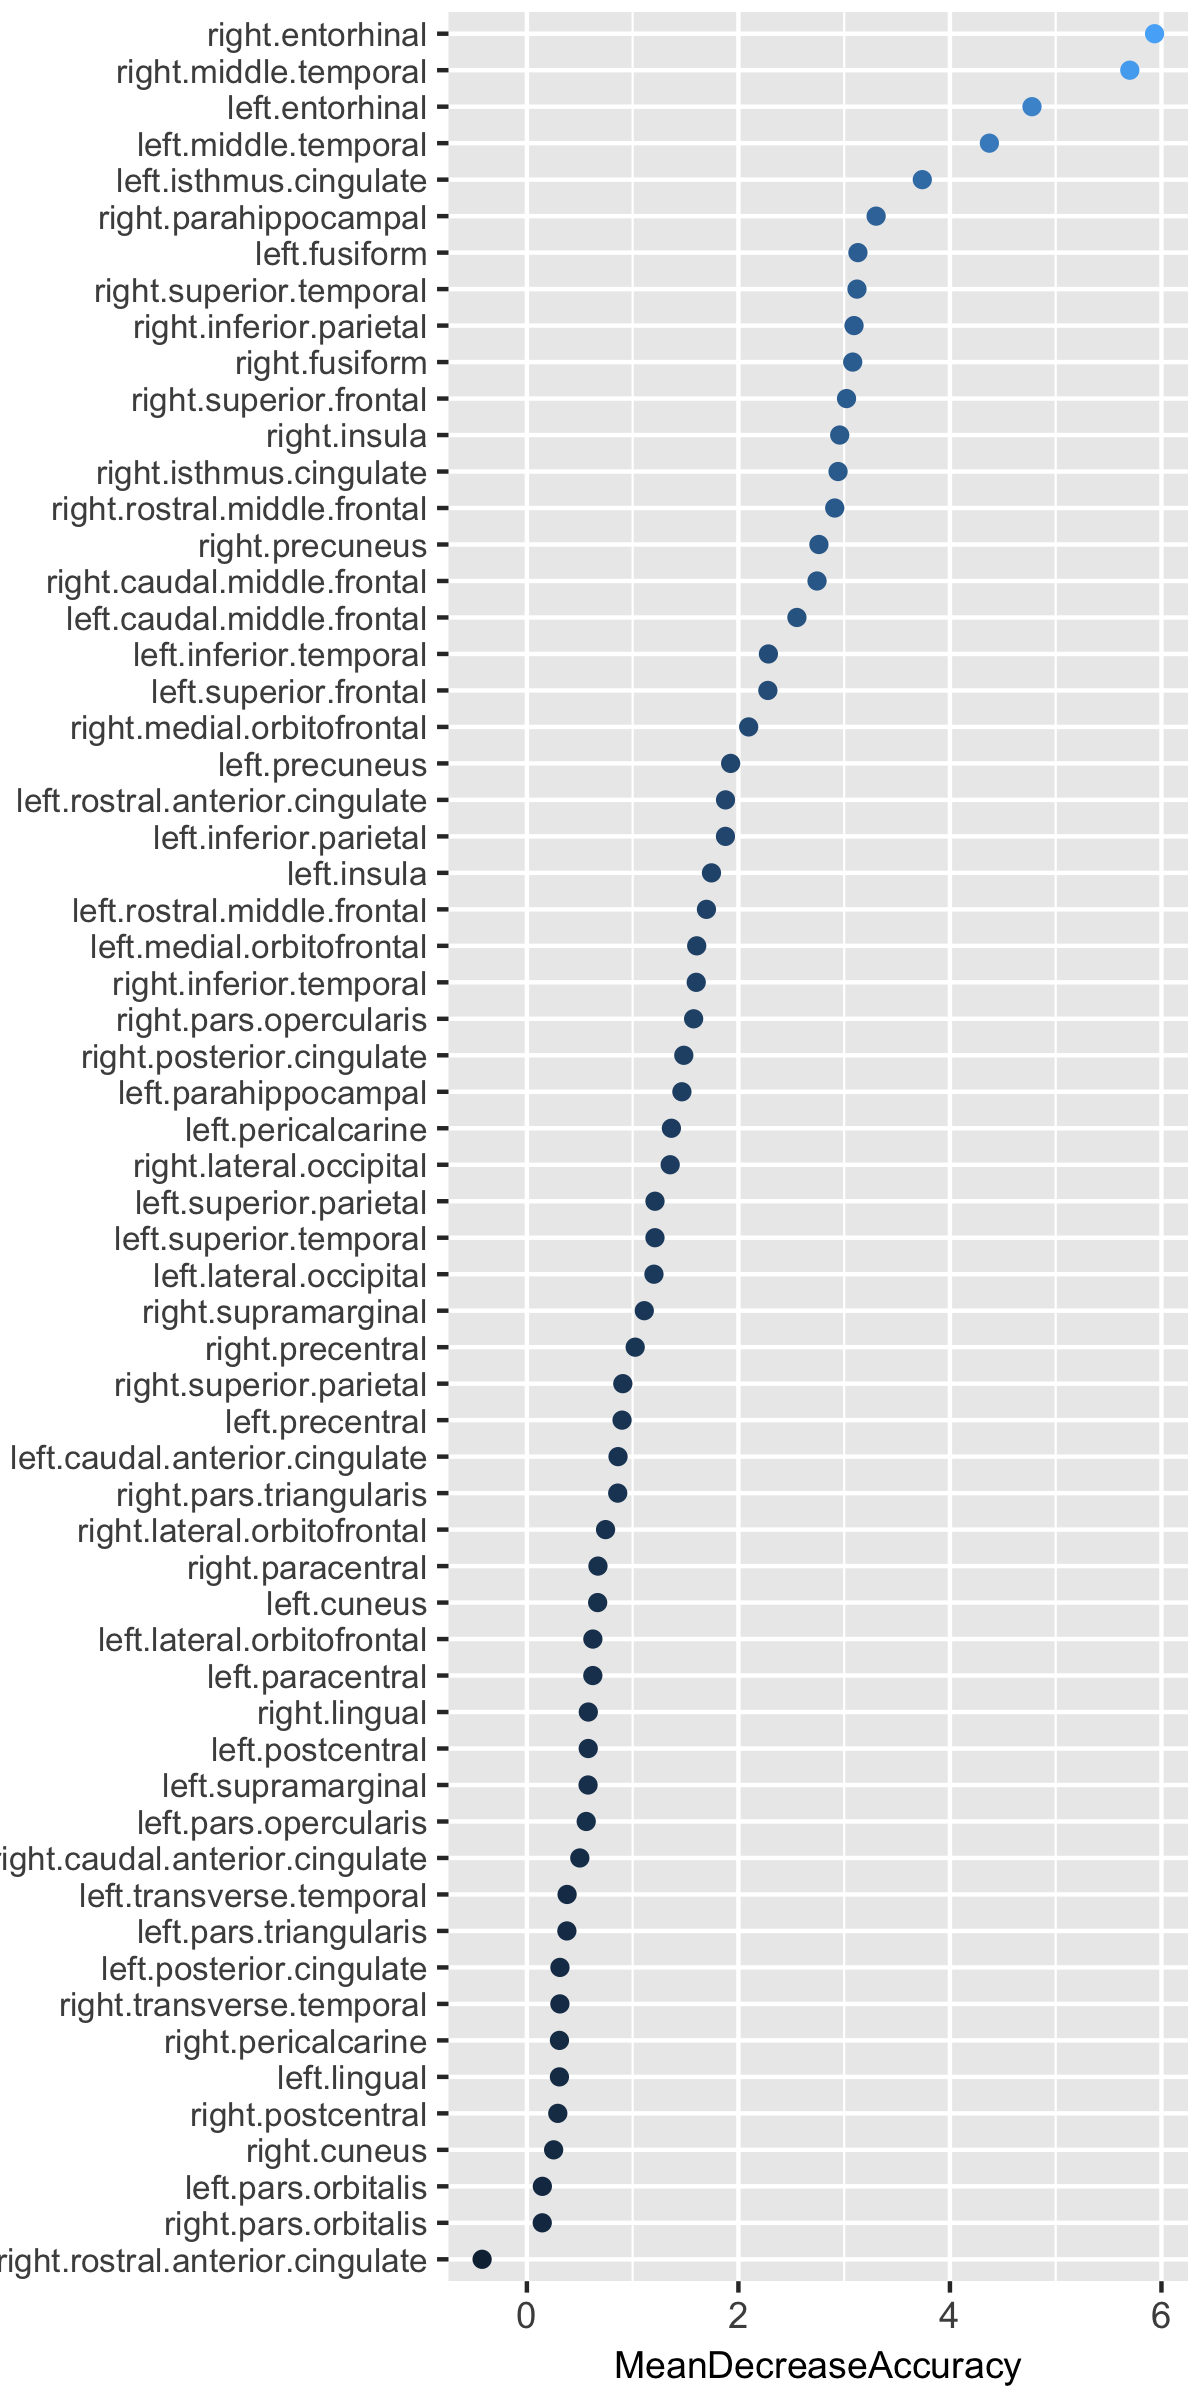 right.entorhinal
right.middle.temporal
left.entorhinal
left.middle.temporal
left.isthmus.cingulate
right.parahippocampal
left.fusiform
right.superior.temporal
right.inferior.parietal
right.fusiform
right.superior.frontal
right.insula
right.isthmus.cingulate
right.rostral.middle.frontal
right.precuneus
right.caudal.middle.frontal
left.caudal.middle.frontal
left.inferior.temporal
left.superior.frontal
right.medial.orbitofrontal
left.precuneus
left.rostral.anterior.cingulate
left.inferior.parietal
left.insula
left.rostral.middle.frontal
left.medial.orbitofrontal
right.inferior.temporal
right.pars.opercularis
right.posterior.cingulate
left.parahippocampal
left.pericalcarine
right.lateral.occipital
left.superior.parietal
left.superior.temporal
left.lateral.occipital
right.supramarginal
right.precentral
right.superior.parietal
left.precentral
left.caudal.anterior.cingulate
right.pars.triangularis
right.lateral.orbitofrontal
right.paracentral
left.cuneus
left.lateral.orbitofrontal
left.paracentral
right.lingual
left.postcentral
left.supramarginal
left.pars.opercularis
right.caudal.anterior.cingulate
left.transverse.temporal
left.pars.triangularis
left.posterior.cingulate
right.transverse.temporal
right.pericalcarine
left.lingual
right.postcentral
right.cuneus
left.pars.orbitalis
right.pars.orbitalis
right.rostral.anterior.cingulate
0 2 4 6
MeanDecreaseAccuracy